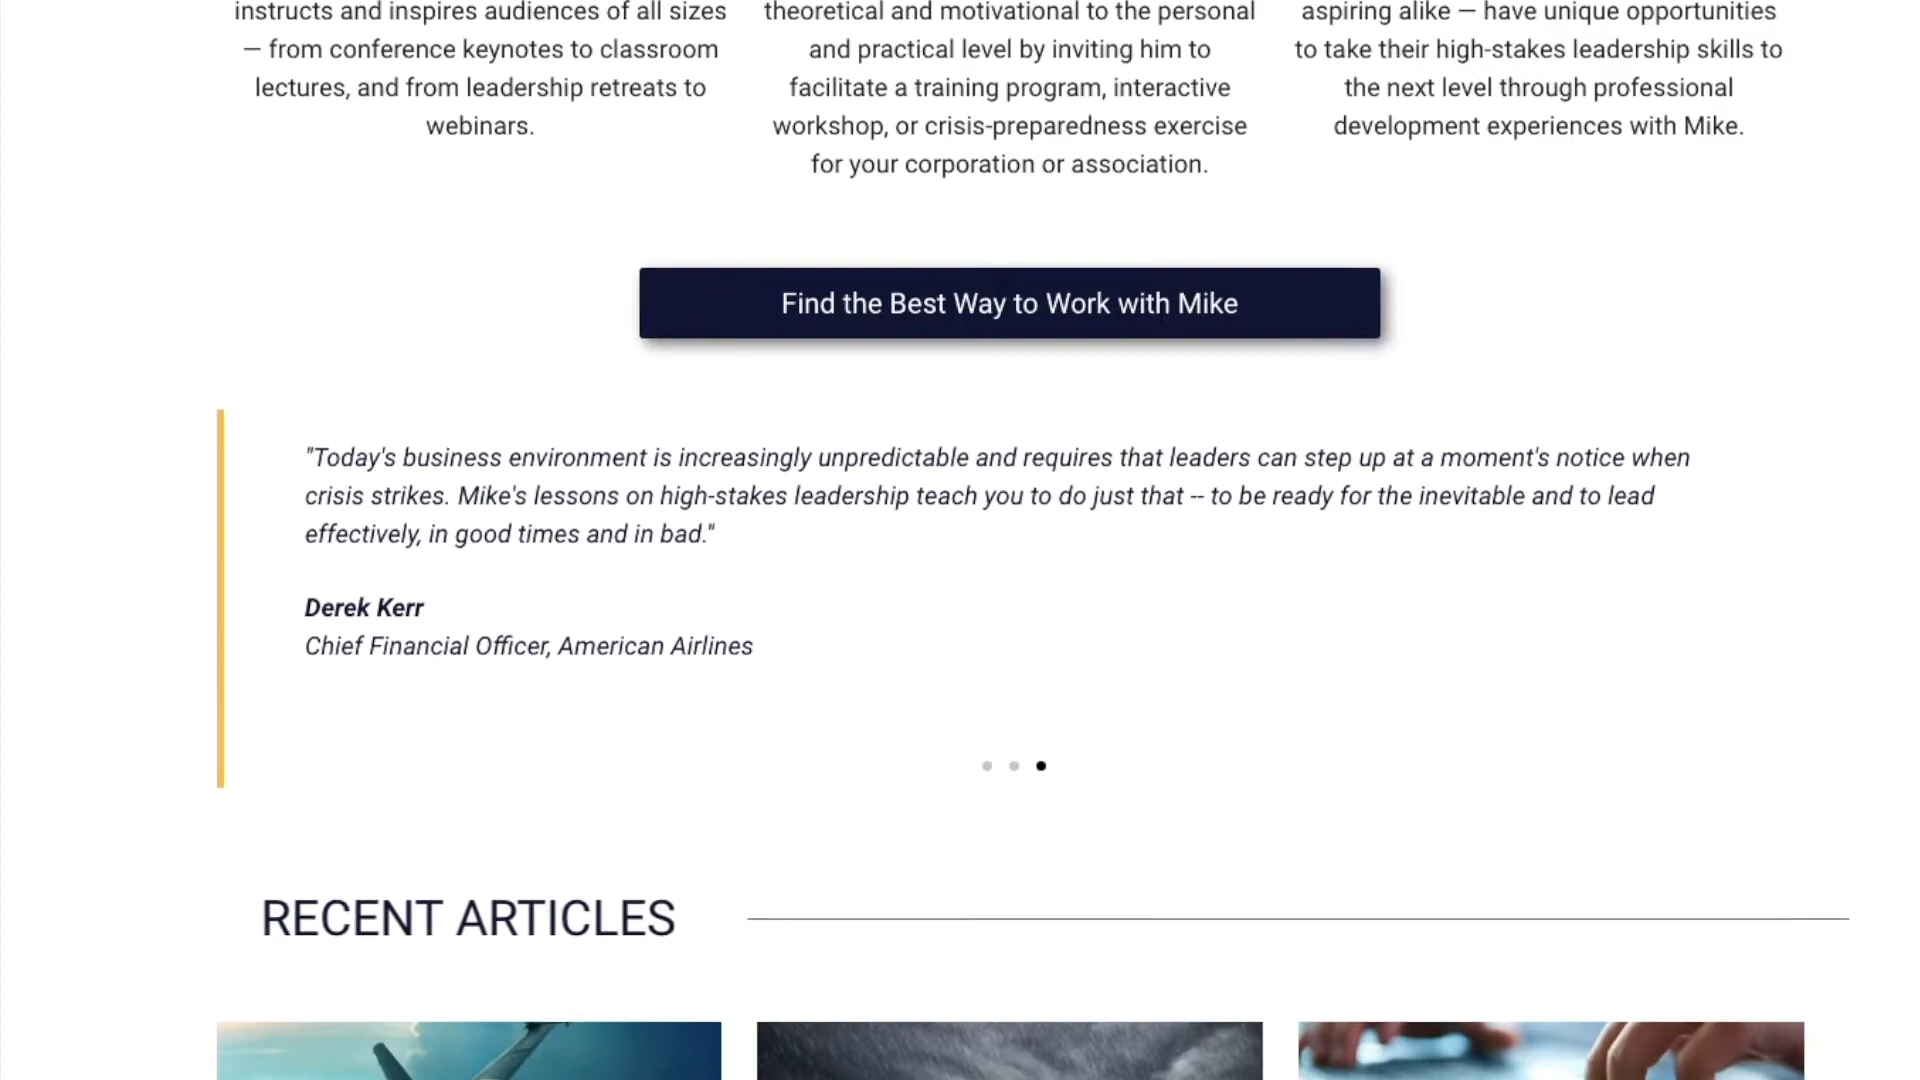 instructs and inspires audiences of all sizes
— from conference keynotes to classroom
lectures, and from leadership retreats to
webinars.
theoretical and motivational to the personal
and practical level by inviting him to
facilitate a training program, interactive
workshop, or crisis-preparedness exercise
for your corporation or association.
aspiring alike — have unique opportunities
to take their high-stakes leadership skills to
the next level through professional
development experiences with Mike.
Find the Best Way to Work with Mike
"Today's business environment is increasingly unpredictable and requires that leaders can step up at a moment's notice when
crisis strikes. Mike's lessons on high-stakes leadership teach you to do just that -- to be ready for the inevitable and to lead
effectively, in good times and in bad."
Derek Kerr
Chief Financial Officer, American Airlines
RECENT ARTICLES